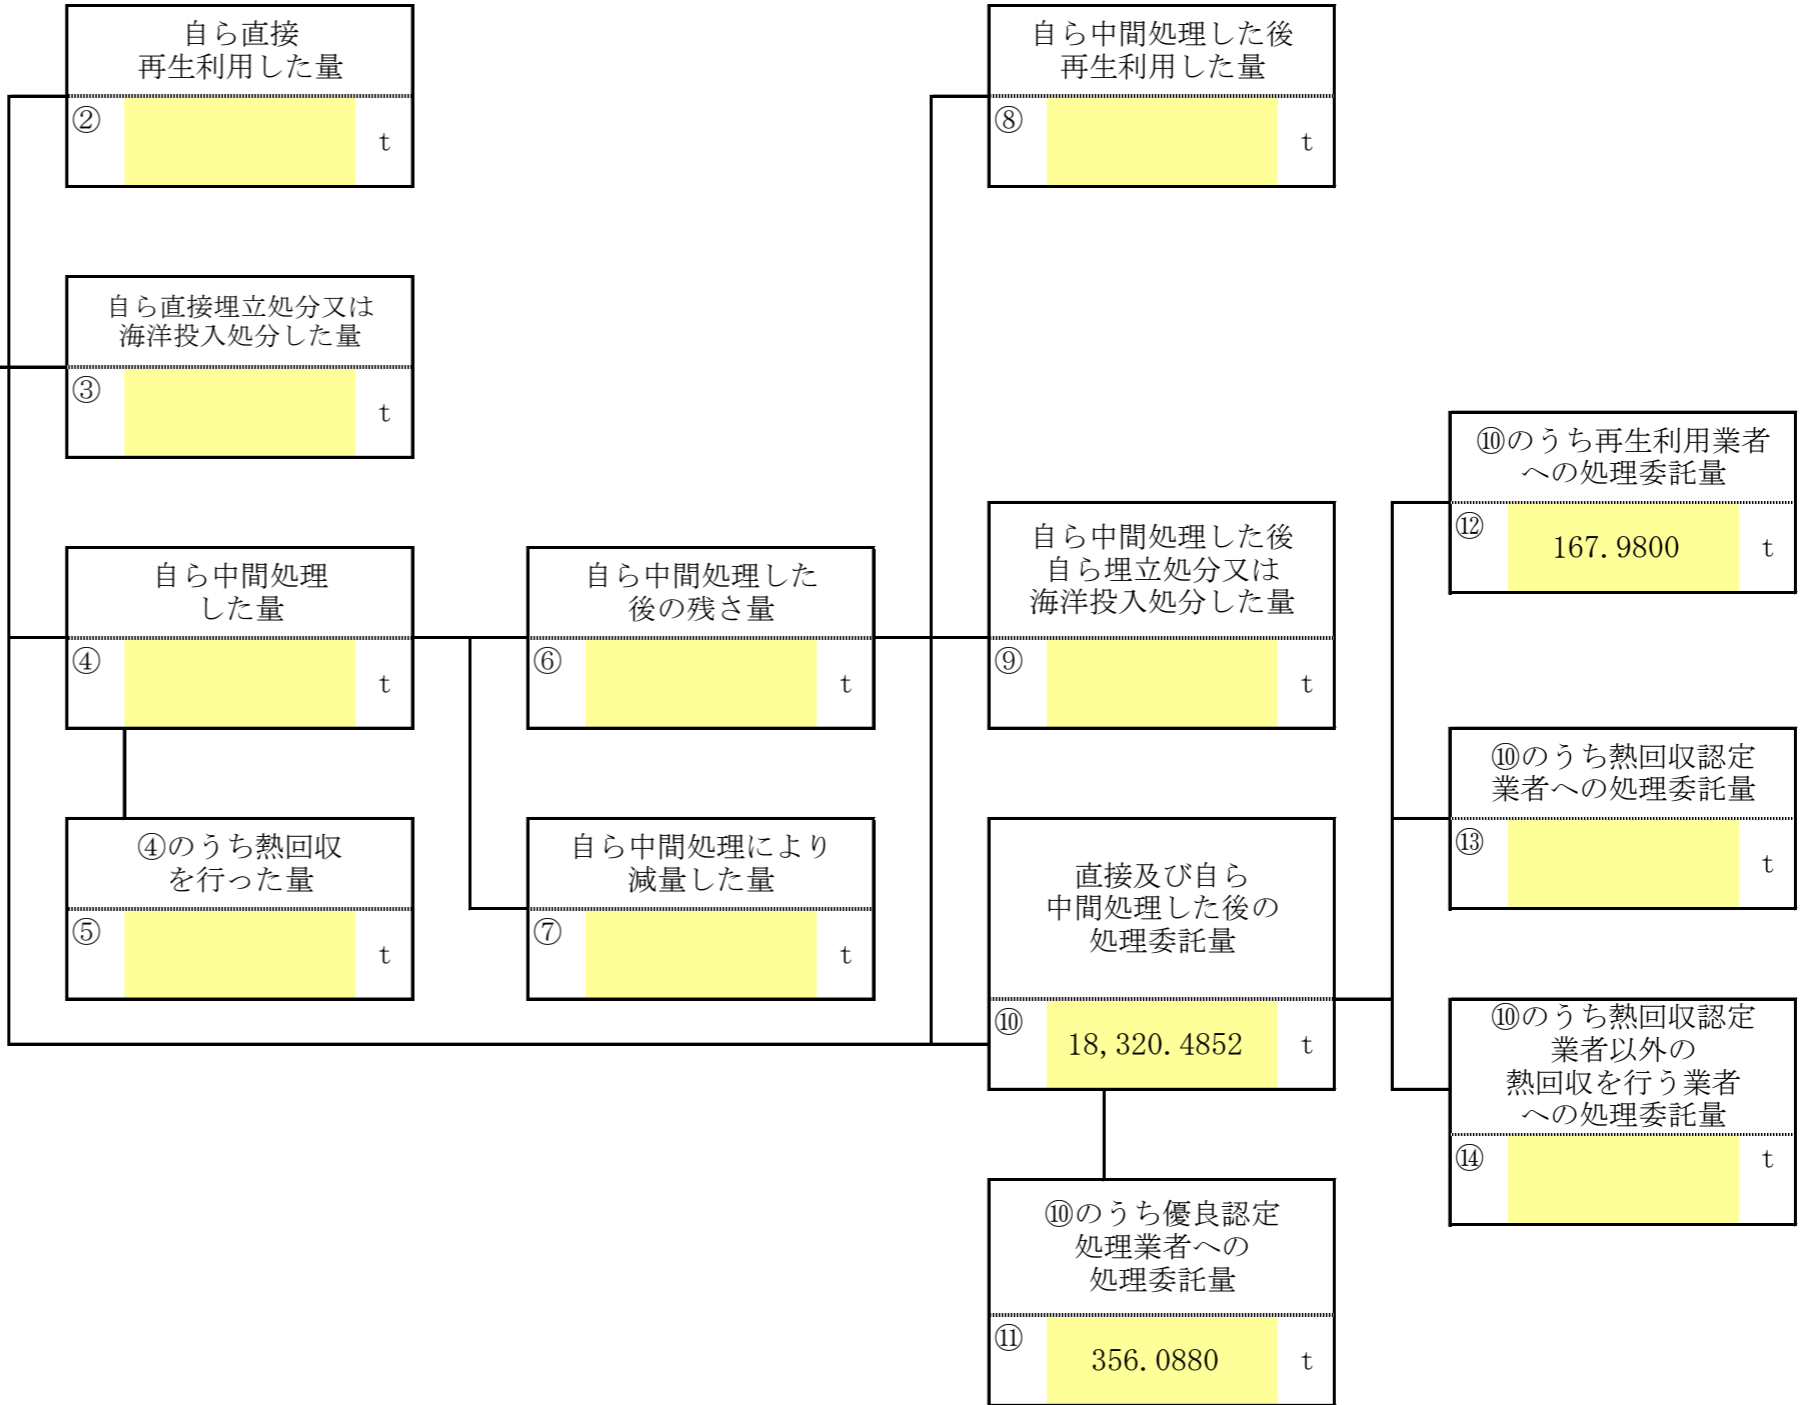 自ら直接
再生利用した量
②
t
自ら中間処理した後
再生利用した量
⑧
t
自ら直接埋立処分又は
海洋投入処分した量
③
t
⑩のうち再生利用業者
への処理委託量
⑫
167.9800
t
自ら中間処理
した量
④
t
自ら中間処理した
後の残さ量
⑥
t
自ら中間処理した後
自ら埋立処分又は
海洋投入処分した量
⑨
t
⑩のうち熱回収認定
業者への処理委託量
⑬
t
④のうち熱回収
を行った量
⑤
t
自ら中間処理により
減量した量
⑦
t
直接及び自ら
中間処理した後の
処理委託量
⑩
18,320.4852
t
⑩のうち熱回収認定
業者以外の
熱回収を行う業者
への処理委託量
⑭
t
⑩のうち優良認定
処理業者への
処理委託量
⑪
356.0880
t